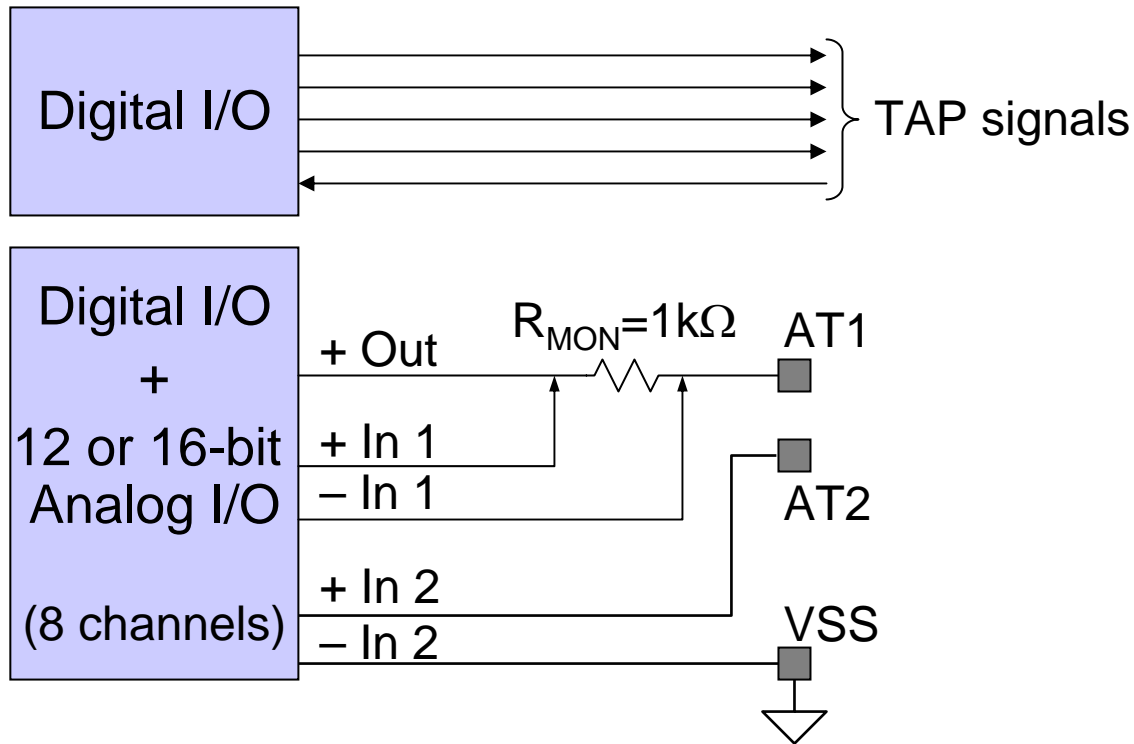 Digital I/O
TAP signals
Digital I/O
+
12 or 16-bit
Analog I/O
(8 channels)
+ Out
+ In 1
– In 1
+ In 2
– In 2
RMON=1kΩ
AT1
AT2
VSS